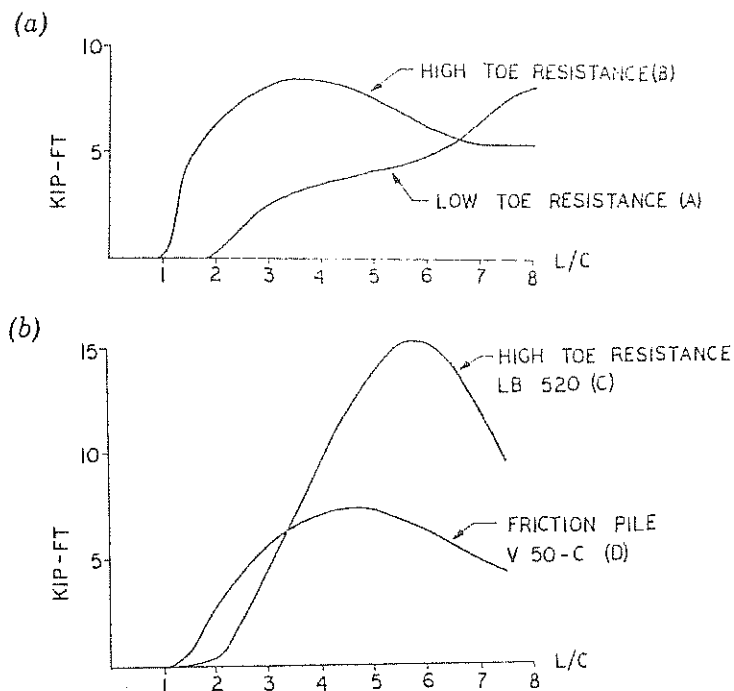 (a)
10
5
KIP-FT
HIGH TOE RESISTANCE(B)
LOW TOE RESISTANCE (A)
1 2 3 4 5 6 7 8
L/C
(b)
15
10
5
KIP-FT
HIGH TOE RESISTANCE
LB 520 (C)
FRICTION PILE
V 50-C (D)
1 2 3 4 5 6 7 8
L/C